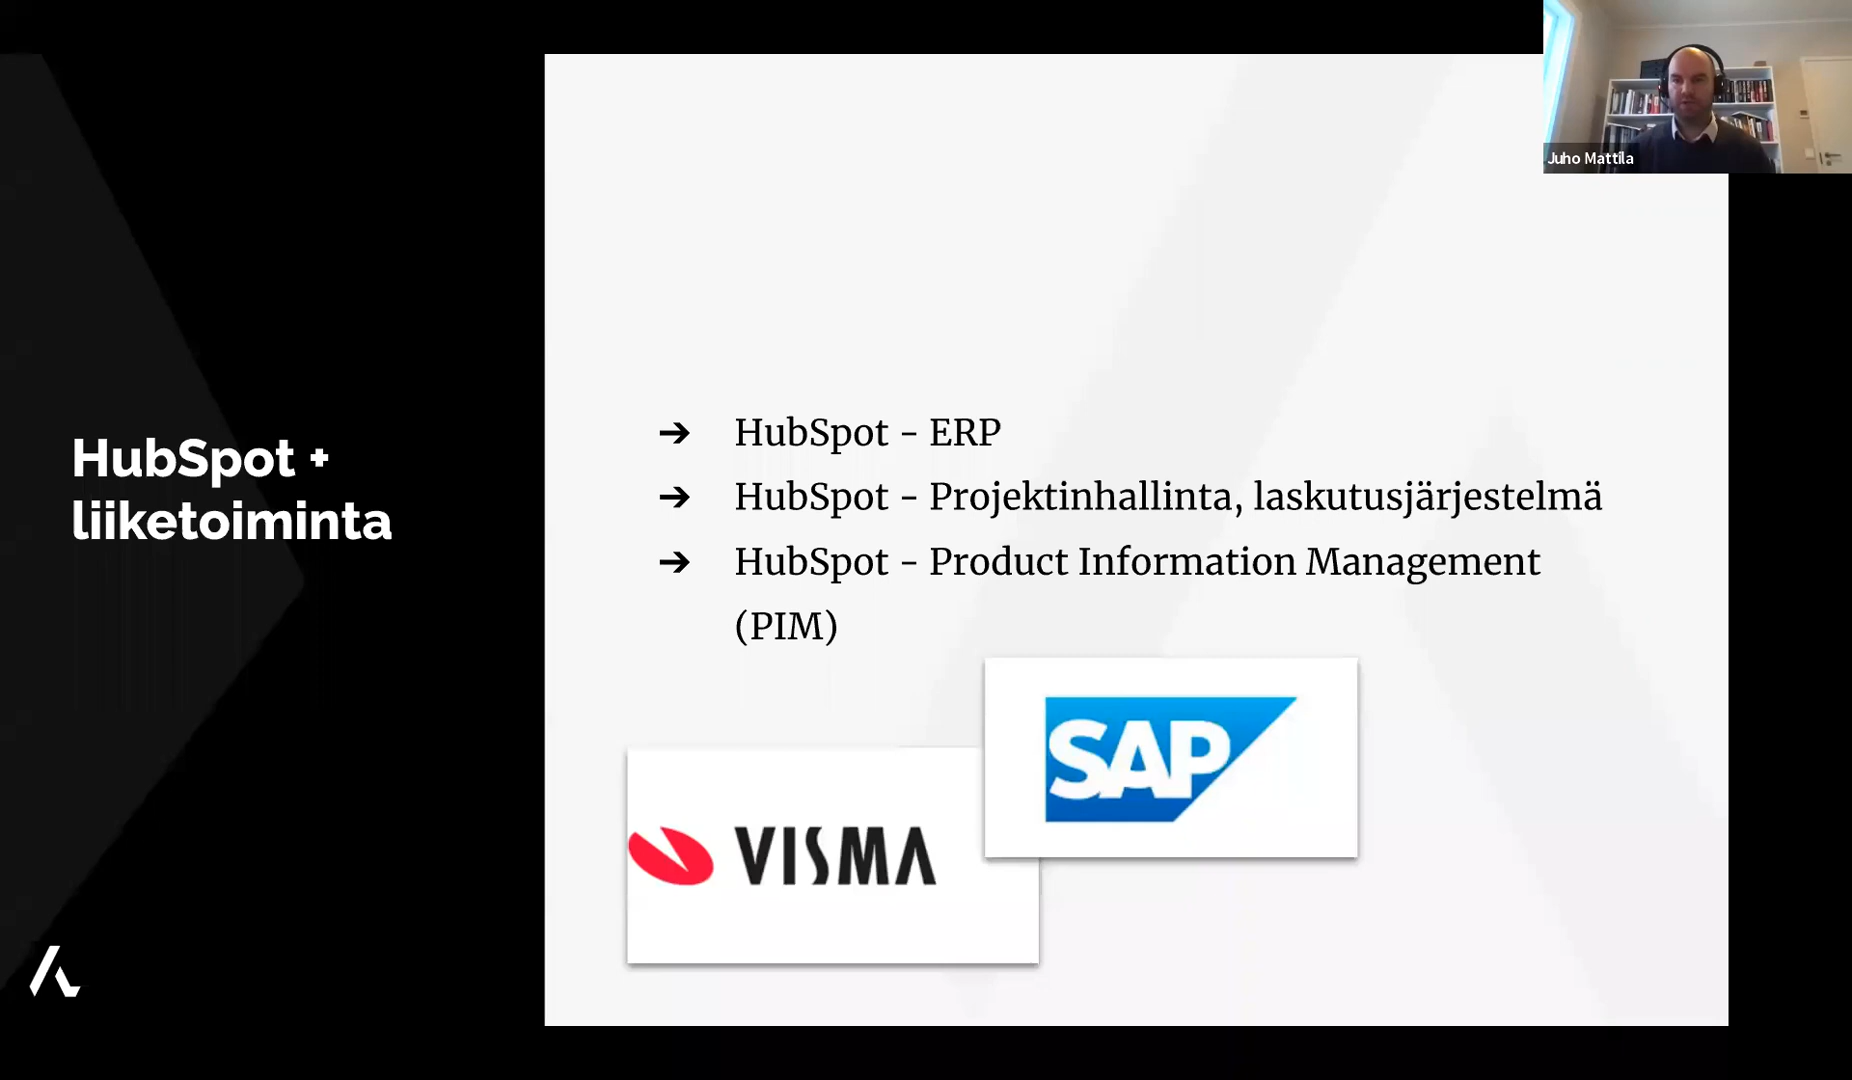 Juho Mattila
HubSpot +
liiketoiminta
➔ HubSpot - ERP
➔ HubSpot - Projektinhallinta, laskutusjärjestelmä
➔ HubSpot - Product Information Management
(PIM)
SAP
VISMA